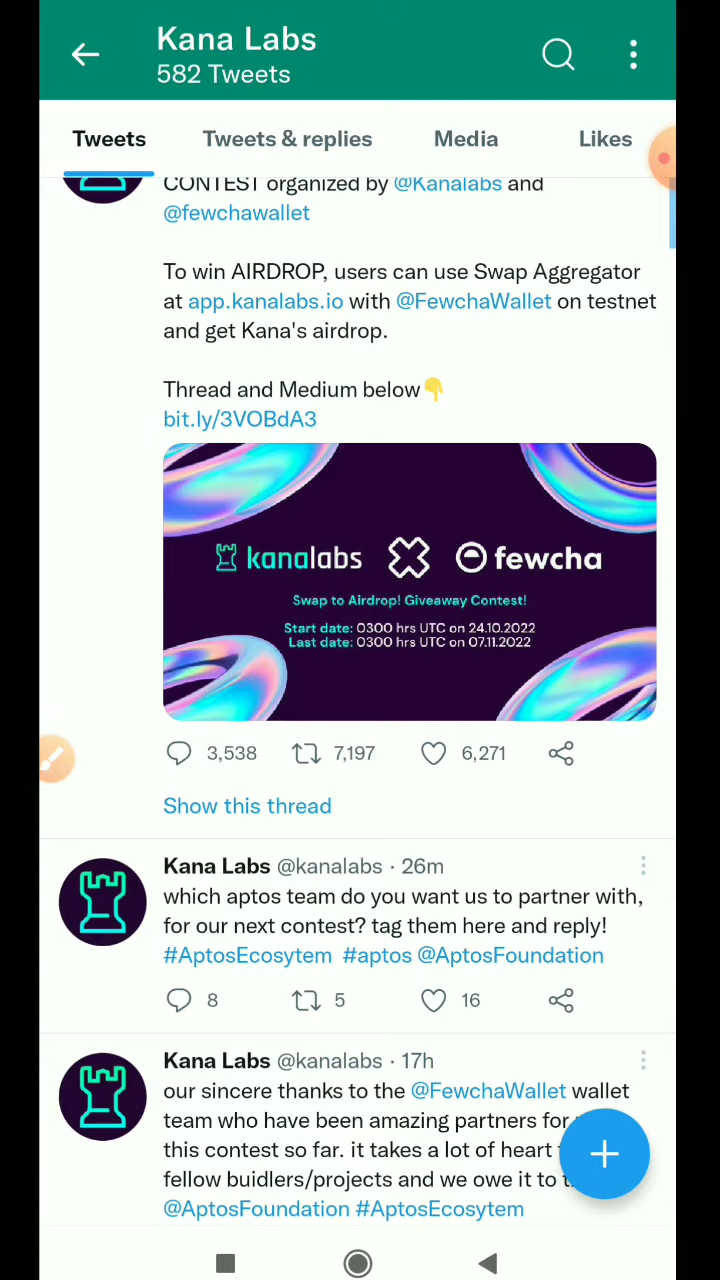 Kana Labs
582 Tweets
Tweets
Tweets & replies
Media
Likes
CONTEST organized by @Kanalabs and
@fewchawallet
To win AIRDROP, users can use Swap Aggregator
at app.kanalabs.io with @FewchaWallet on testnet
and get Kana's airdrop.
Thread and Medium below👇
bit.ly/3VOBdA3
kanalabs
fewcha
Swap to Airdrop! Giveaway Contest!
Start date: 0300 hrs UTC on 24.10.2022
Last date: 0300 hrs UTC on 07.11.2022
3,538 7,197 6,271
Show this thread
Kana Labs @kanalabs · 26m
which aptos team do you want us to partner with,
for our next contest? tag them here and reply!
#AptosEcosytem #aptos @AptosFoundation
8 5 16
Kana Labs @kanalabs · 17h
our sincere thanks to the @FewchaWallet wallet
team who have been amazing partners for
this contest so far. it takes a lot of heart
fellow buidlers/projects and we owe it to
@AptosFoundation #AptosEcosytem